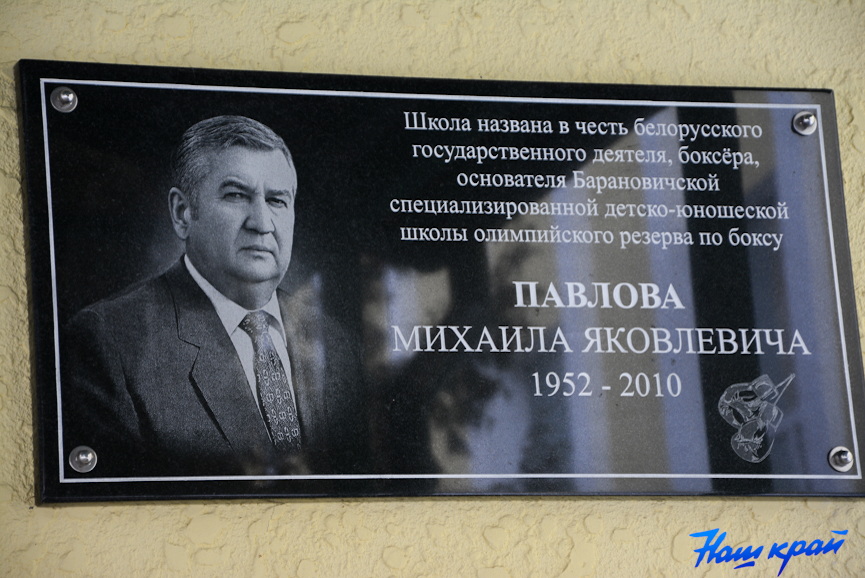 Школа названа в честь белорусского
государственного деятеля, боксёра,
основателя Барановичской
специализированной детско-юношеской
школы олимпийского резерва по боксу
ПАВЛОВА
МИХАИЛА ЯКОВЛЕВИЧА
1952 - 2010
Наш край